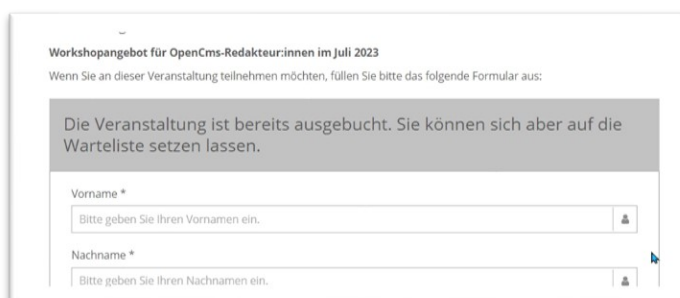 Workshopangebot für OpenCms-Redakteur:innen im Juli 2023
Wenn Sie an dieser Veranstaltung teilnehmen möchten, füllen Sie bitte das folgende Formular aus:
Die Veranstaltung ist bereits ausgebucht. Sie können sich aber auf die
Warteliste setzen lassen.
Vorname *
Bitte geben Sie Ihren Vornamen ein.
Nachname *
Bitte geben Sie Ihren Nachnamen ein.